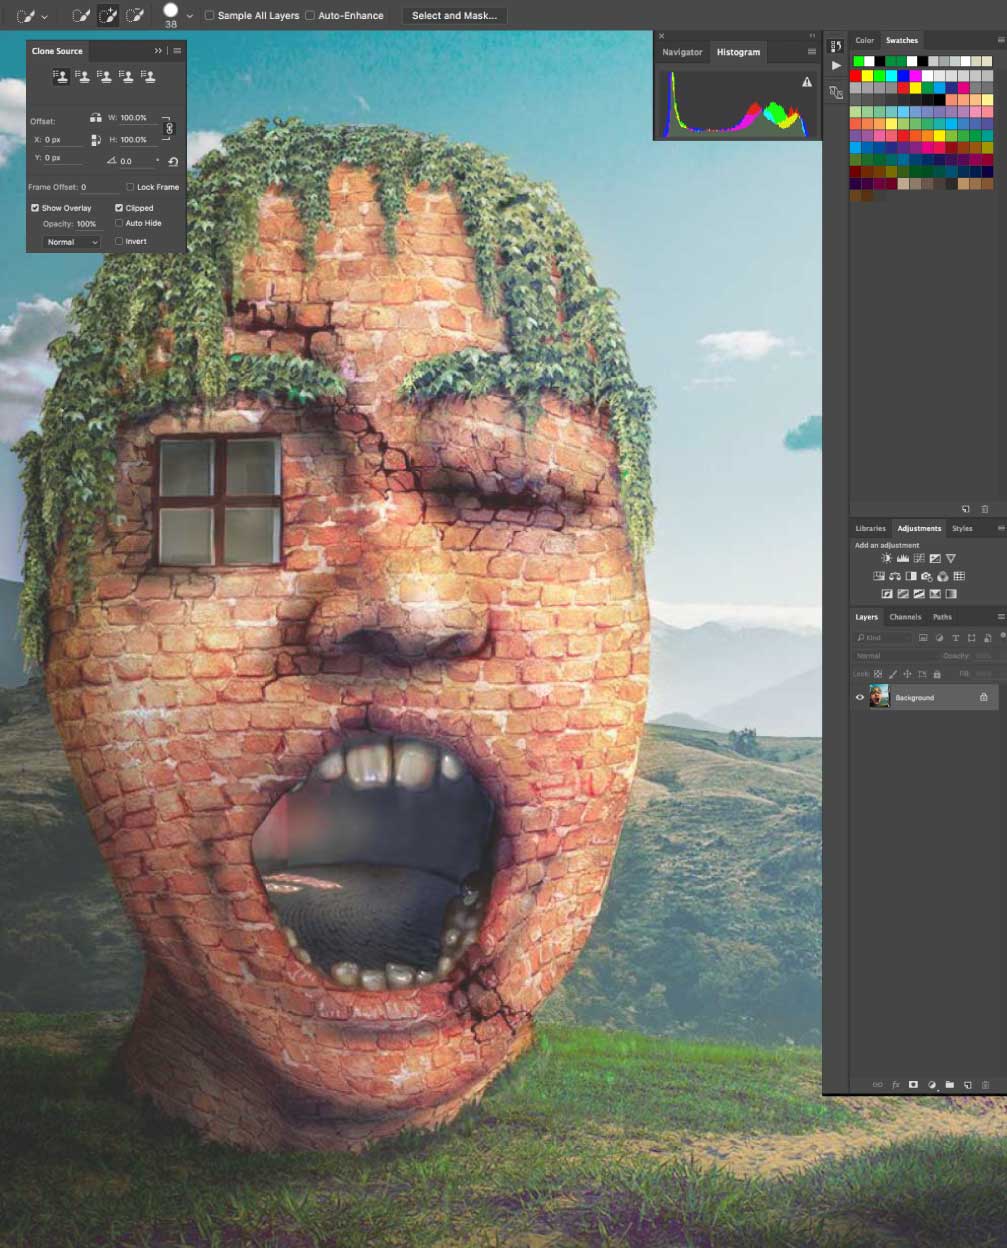 38
Sample All Layers
Auto-Enhance
Select and Mask...
Clone Source
Offset:
W: 100.0%
X: 0 px
H: 100.0%
Y: 0 px
0.0 °
Frame Offset: 0
Lock Frame
Show Overlay
Clipped
Opacity: 100%
Auto Hide
Normal
Invert
Navigator
Histogram
Color
Swatches
Libraries
Adjustments
Styles
Add an adjustment
Layers
Channels
Paths
Kind
Normal
Opacity:
Lock:
Fill:
Background
fx